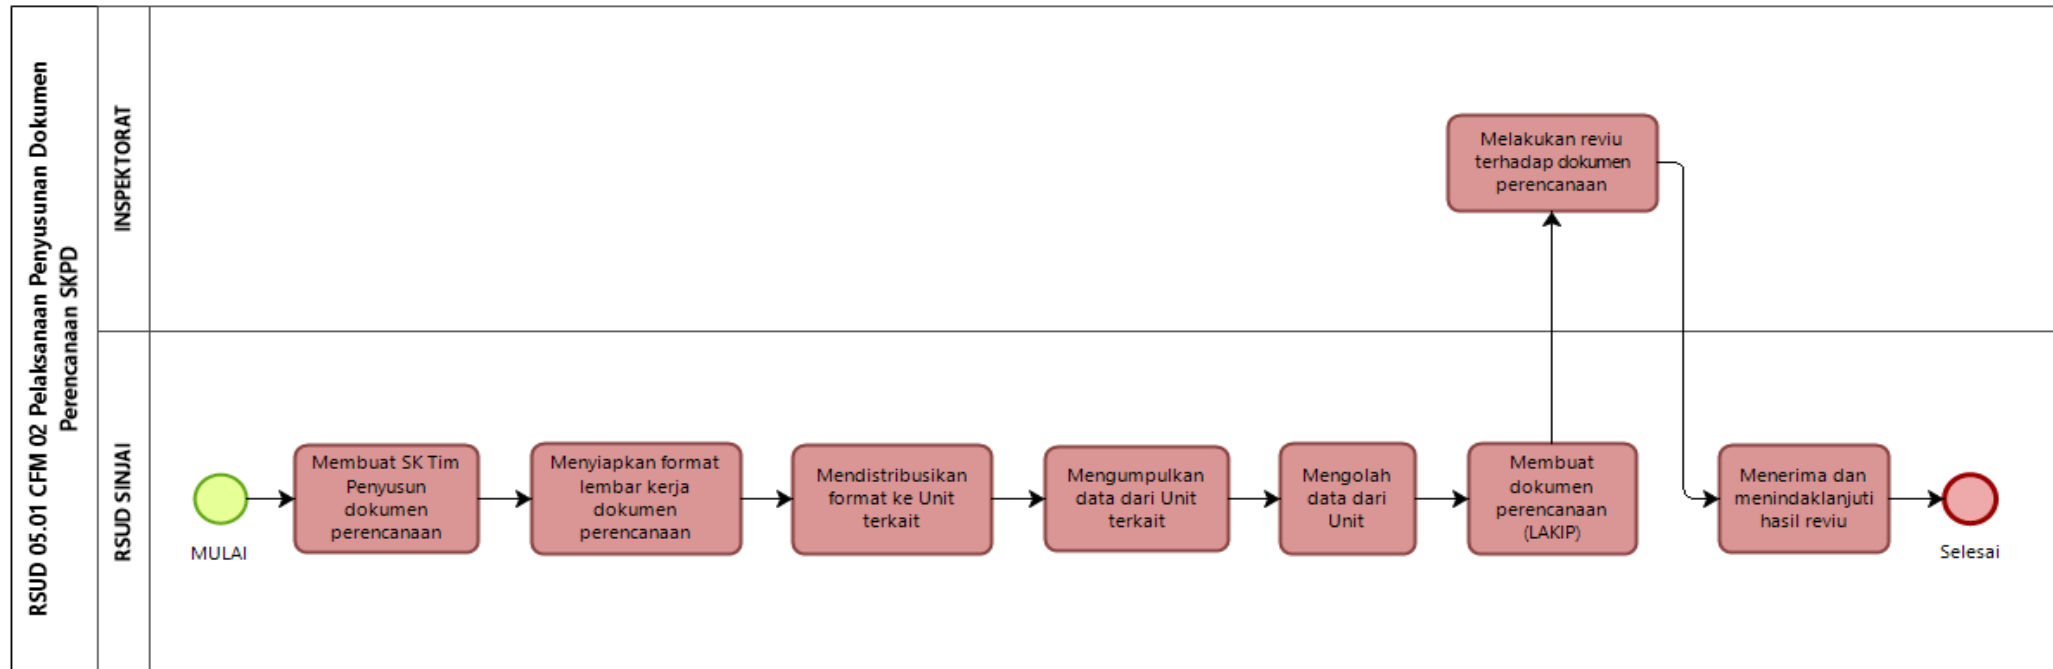 RSUD 05.01 CFM 02 Pelaksanaan Penyusunan Dokumen
Perencanaan SKPD
INSPEKTORAT
Melakukan reviu
terhadap dokumen
perencanaan
RSUD SINJAI
MULAI
Membuat SK Tim
Penyusun
dokumen
perencanaan
Menyiapkan format
lembar kerja
dokumen
perencanaan
Mendistribusikan
format ke Unit
terkait
Mengumpulkan
data dari Unit
terkait
Mengolah
data dari
Unit
Membuat
dokumen
perencanaan
(LAKIP)
Menerima dan
menindaklanjuti
hasil reviu
Selesai